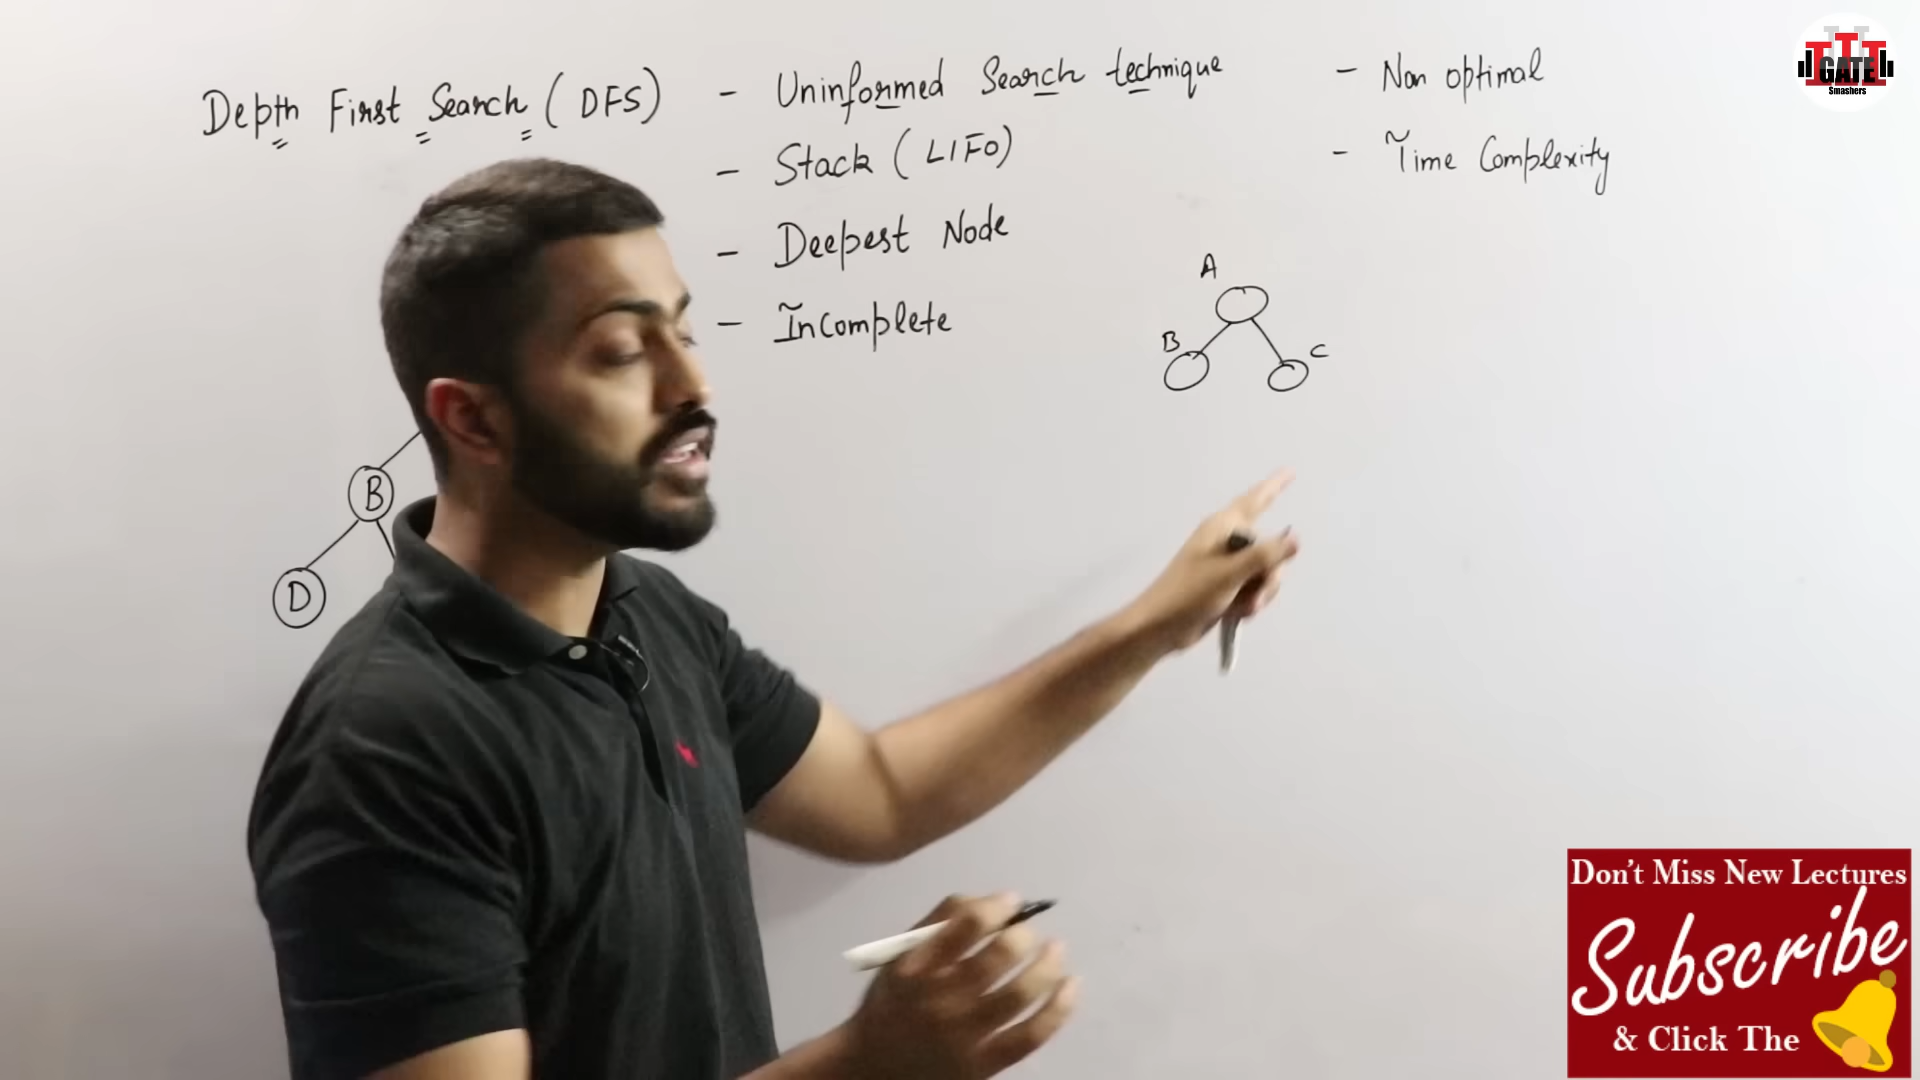 Depth First Search (DFS)
- Uninformed Search technique
- Stack (LIFO)
- Deepest Node
- Incomplete
- Non optimal
- Time Complexity
A
B
C
B
D
GATE
Smashers
Don't Miss New Lectures
Subscribe
& Click The